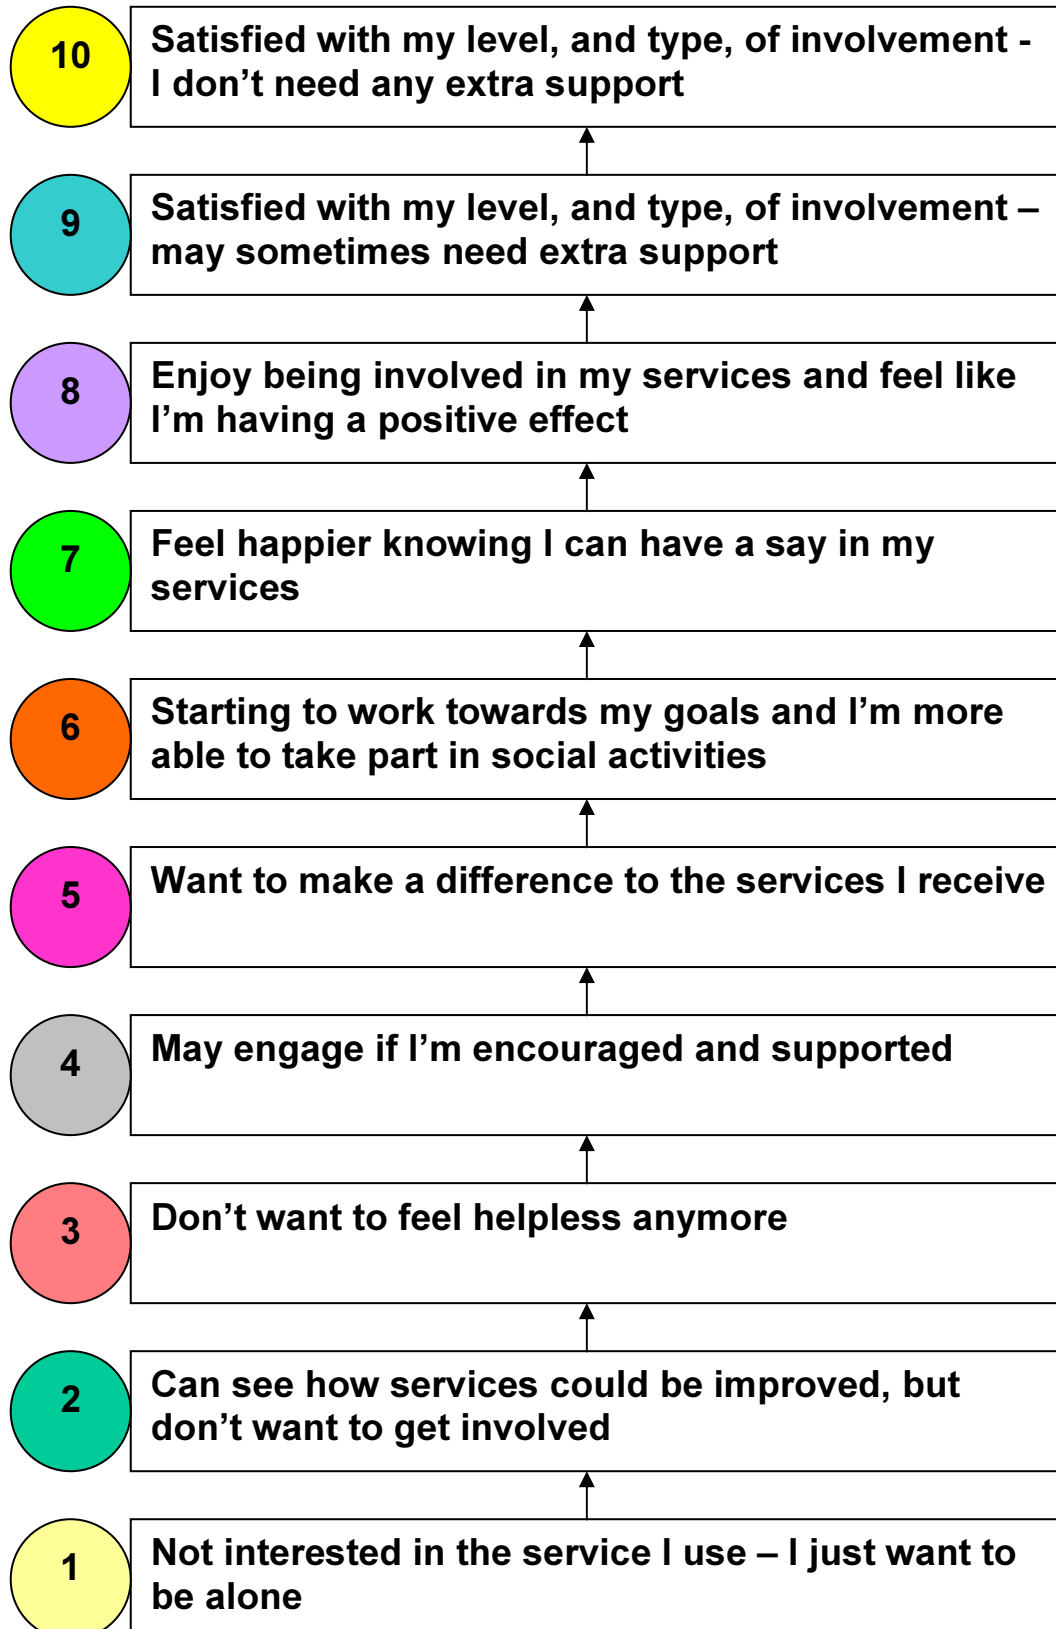 10
Satisfied with my level, and type, of involvement -
I don’t need any extra support
9
Satisfied with my level, and type, of involvement –
may sometimes need extra support
8
Enjoy being involved in my services and feel like
I’m having a positive effect
7
Feel happier knowing I can have a say in my
services
6
Starting to work towards my goals and I’m more
able to take part in social activities
5
Want to make a difference to the services I receive
4
May engage if I’m encouraged and supported
3
Don’t want to feel helpless anymore
2
Can see how services could be improved, but
don’t want to get involved
1
Not interested in the service I use – I just want to
be alone